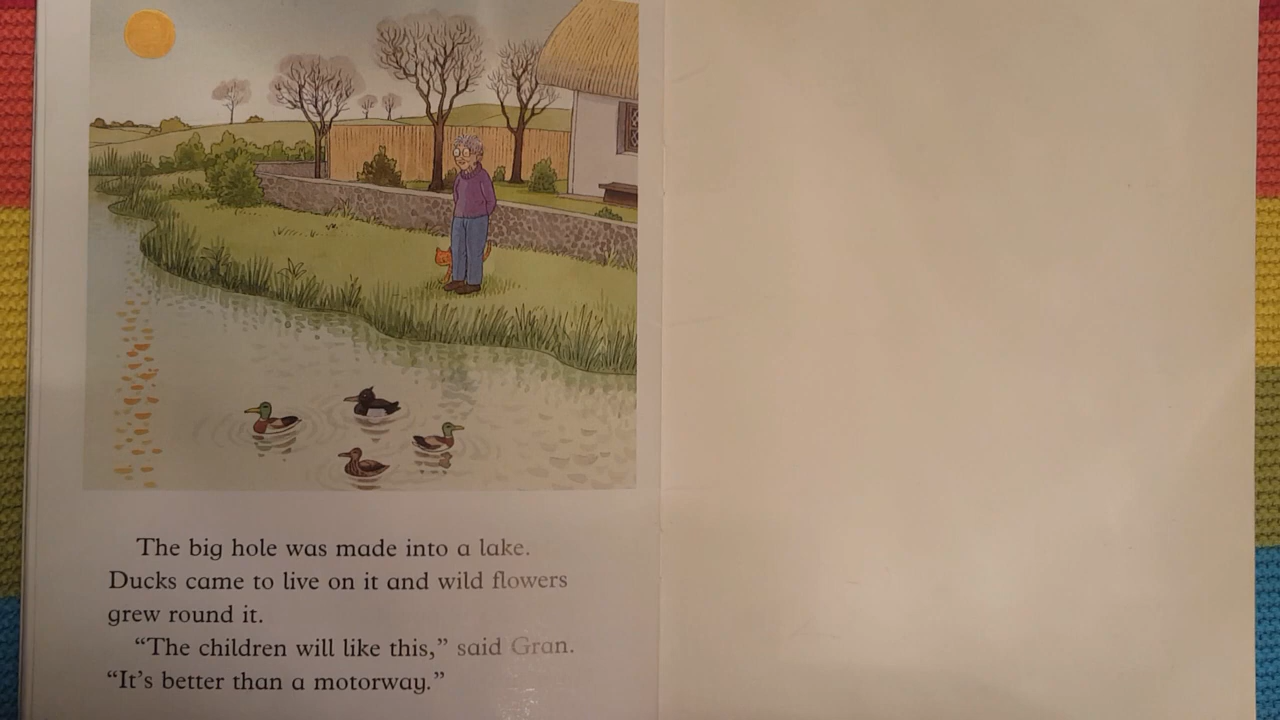 The big hole was made into a lake.
Ducks came to live on it and wild flowers
grew round it.
“The children will like this,” said Gran.
“It’s better than a motorway.”